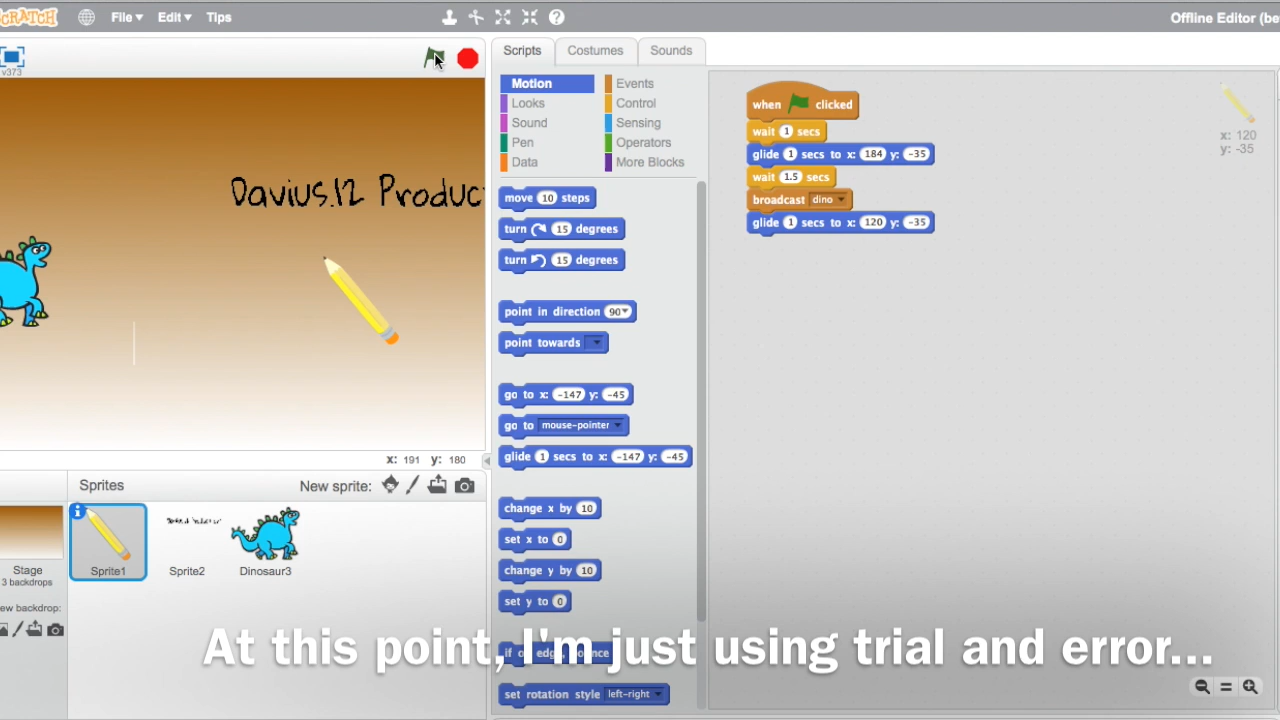 SCRATCH File Edit Tips Offline Editor (be
v373
Scripts Costumes Sounds
Davius.12 Produc
Motion Events
Looks Control
Sound Sensing
Pen Operators
Data More Blocks
move 10 steps
turn 15 degrees
turn 15 degrees
point in direction 90
point towards
go to x: -147 y: -45
go to mouse-pointer
glide 1 secs to x: -147 y: -45
change x by 10
set x to 0
change y by 10
set y to 0
set rotation style left-right
when clicked
wait 1 secs
glide 1 secs to x: 184 y: -35
wait 1.5 secs
broadcast dino
glide 1 secs to x: 120 y: -35
x: 120
y: -35
x: 191 y: 180
Sprites New sprite:
Stage
3 backdrops
ew backdrop:
Sprite1 Sprite2 Dinosaur3
At this point, I'm just using trial and error...